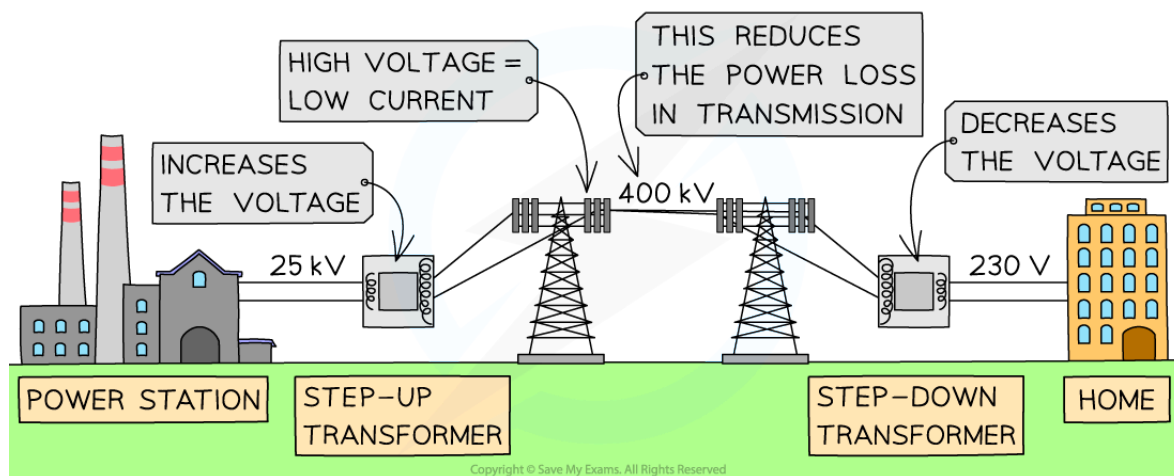 HIGH VOLTAGE =
LOW CURRENT
THIS REDUCES
THE POWER LOSS
IN TRANSMISSION
INCREASES
THE VOLTAGE
DECREASES
THE VOLTAGE
25 kV
400 kV
230 V
POWER STATION
STEP-UP
TRANSFORMER
STEP-DOWN
TRANSFORMER
HOME
Copyright © Save My Exams. All Rights Reserved